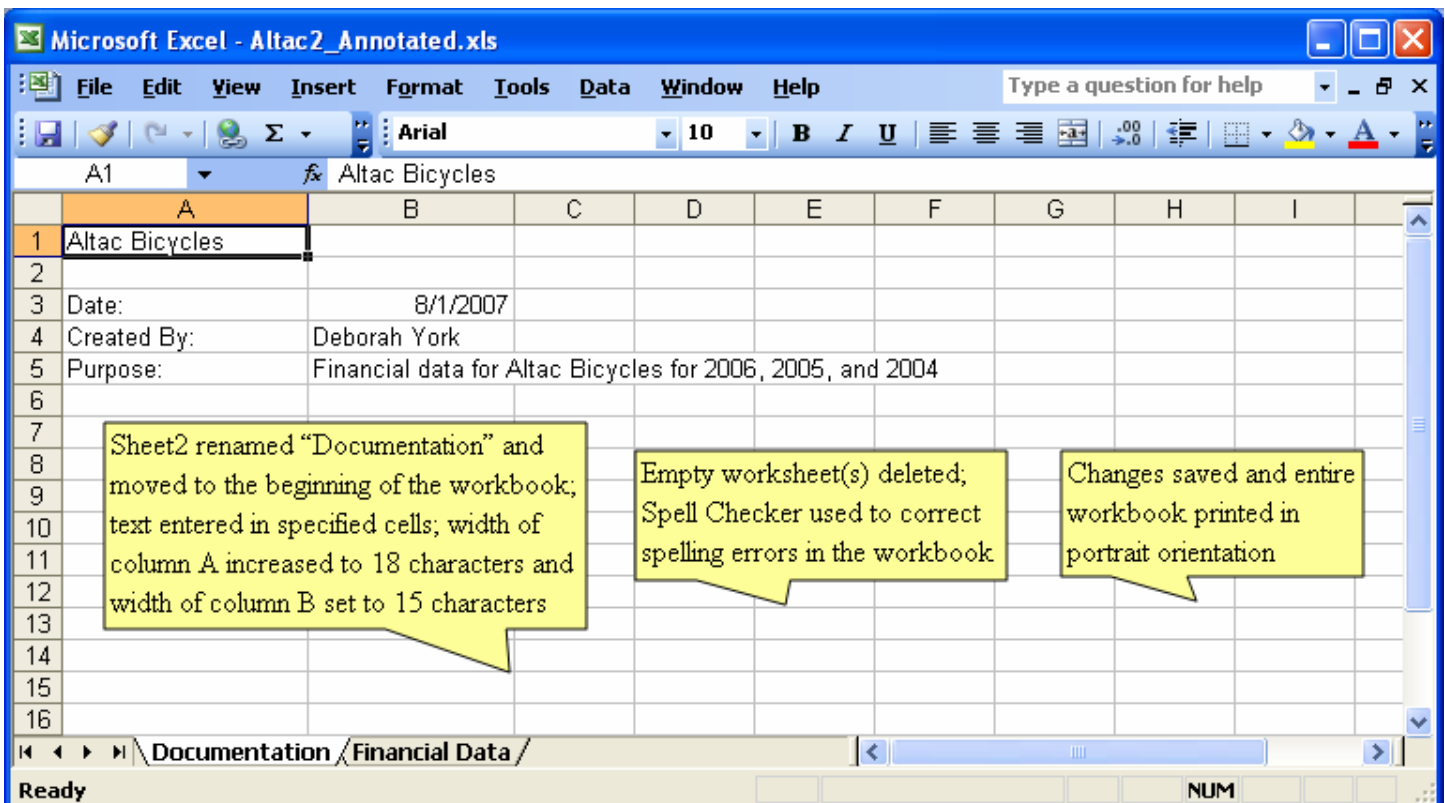 Microsoft Excel - Altac2_Annotated.xls
File Edit View Insert Format Tools Data Window Help Type a question for help
Σ Arial 10 B I U a .00 .0 A
A1 fx Altac Bicycles
A B C D E F G H I
1 Altac Bicycles
2
3 Date: 8/1/2007
4 Created By: Deborah York
5 Purpose: Financial data for Altac Bicycles for 2006, 2005, and 2004
6
7
8
9
10
11
12
13
14
15
16
Sheet2 renamed “Documentation” and
moved to the beginning of the workbook;
text entered in specified cells; width of
column A increased to 18 characters and
width of column B set to 15 characters
Empty worksheet(s) deleted;
Spell Checker used to correct
spelling errors in the workbook
Changes saved and entire
workbook printed in
portrait orientation
Documentation Financial Data
Ready NUM